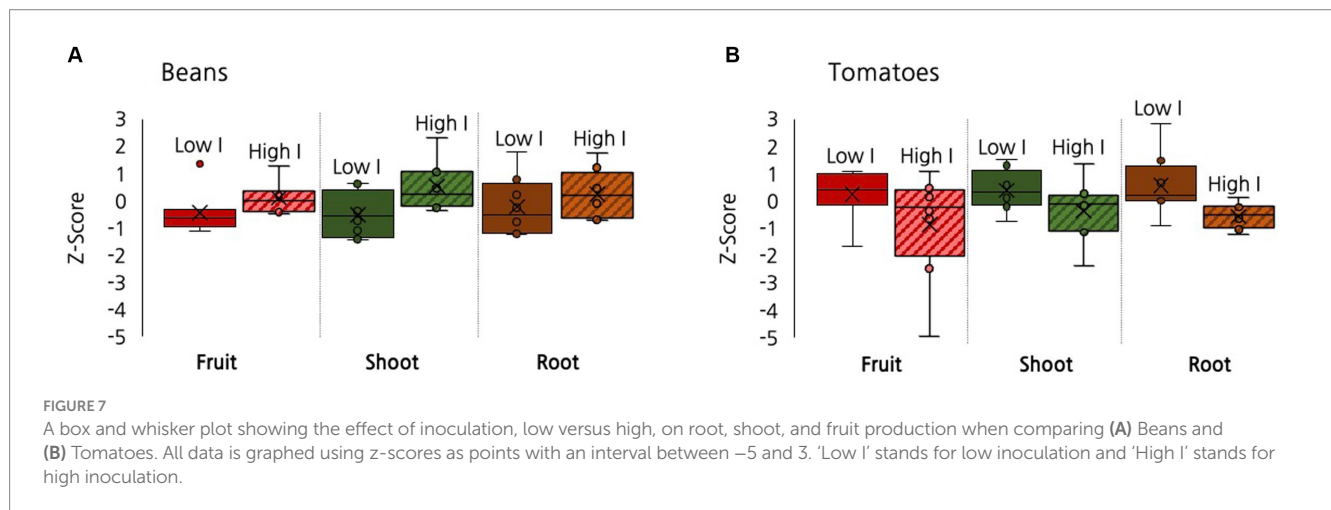 A
Beans
3
2
1
0
-1
-2
-3
-4
-5
Z-Score
Low I
High I
Low I
High I
Low I
High I
Fruit
Shoot
Root
B
Tomatoes
3
2
1
0
-1
-2
-3
-4
-5
Z-Score
Low I
High I
Low I
High I
Low I
High I
Fruit
Shoot
Root
FIGURE 7
A box and whisker plot showing the effect of inoculation, low versus high, on root, shoot, and fruit production when comparing (A) Beans and
(B) Tomatoes. All data is graphed using z-scores as points with an interval between −5 and 3. ‘Low I’ stands for low inoculation and ‘High I’ stands for
high inoculation.